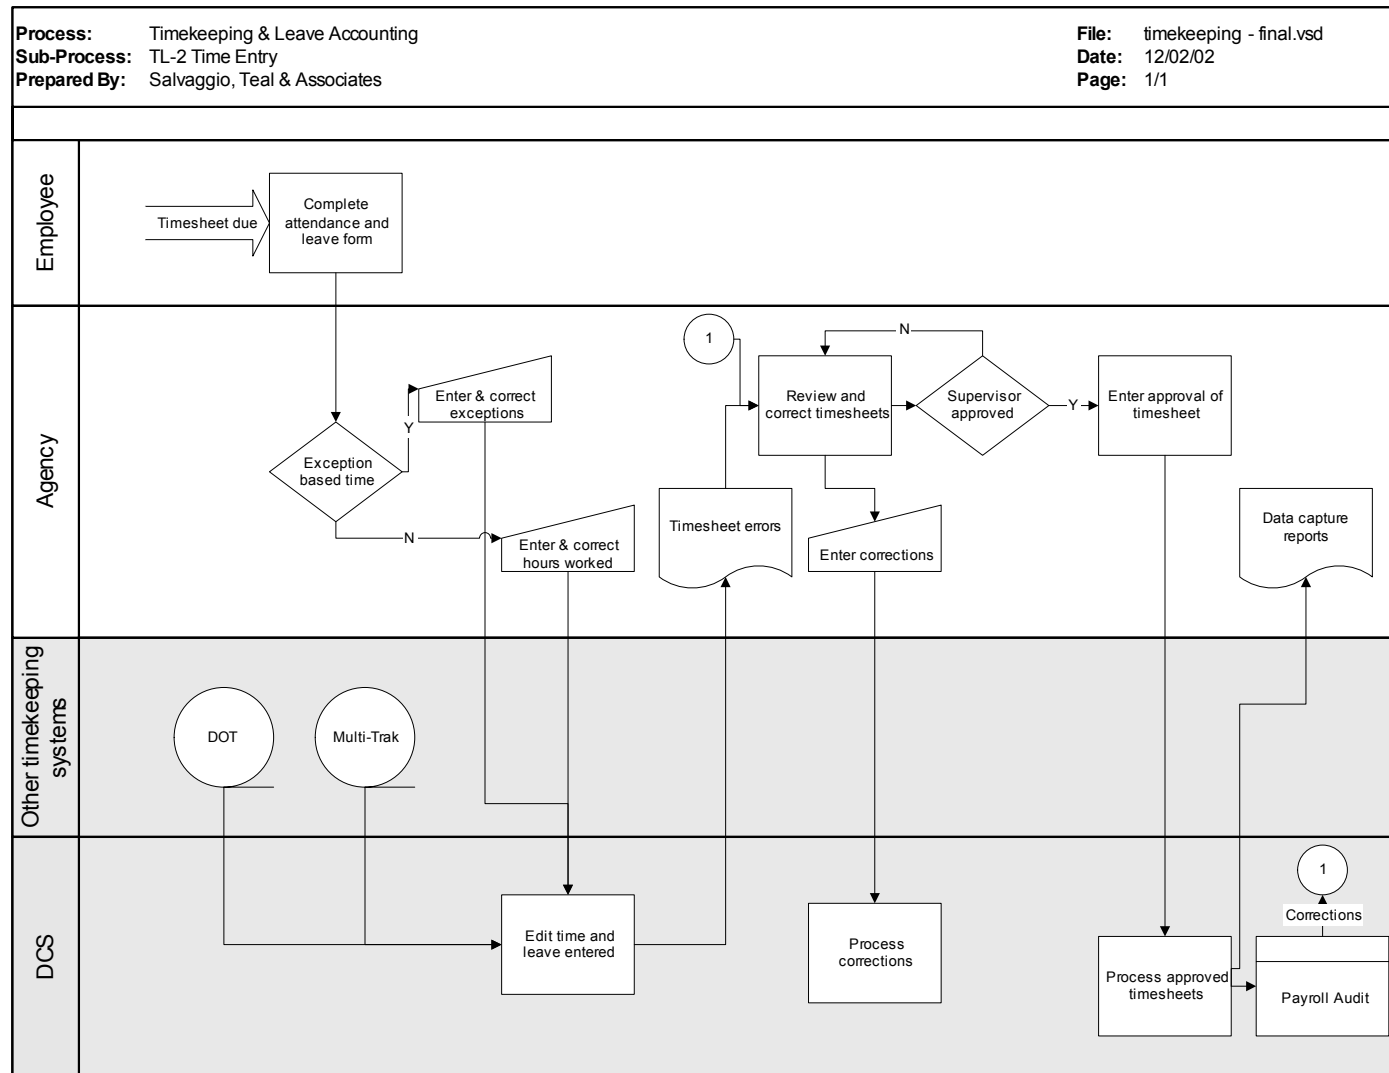 Process: Timekeeping & Leave Accounting
Sub-Process: TL-2 Time Entry
Prepared By: Salvaggio, Teal & Associates
File: timekeeping - final.vsd
Date: 12/02/02
Page: 1/1
Employee
Timesheet due
Complete
attendance and
leave form
Agency
Exception
based time
Y
Enter & correct
exceptions
N
Enter & correct
hours worked
1
Timesheet errors
Review and
correct timesheets
N
Supervisor
approved
Y
Enter approval of
timesheet
Enter corrections
Data capture
reports
Other timekeeping
systems
DOT
Multi-Trak
DCS
Edit time and
leave entered
Process
corrections
Process approved
timesheets
1
Corrections
Payroll Audit